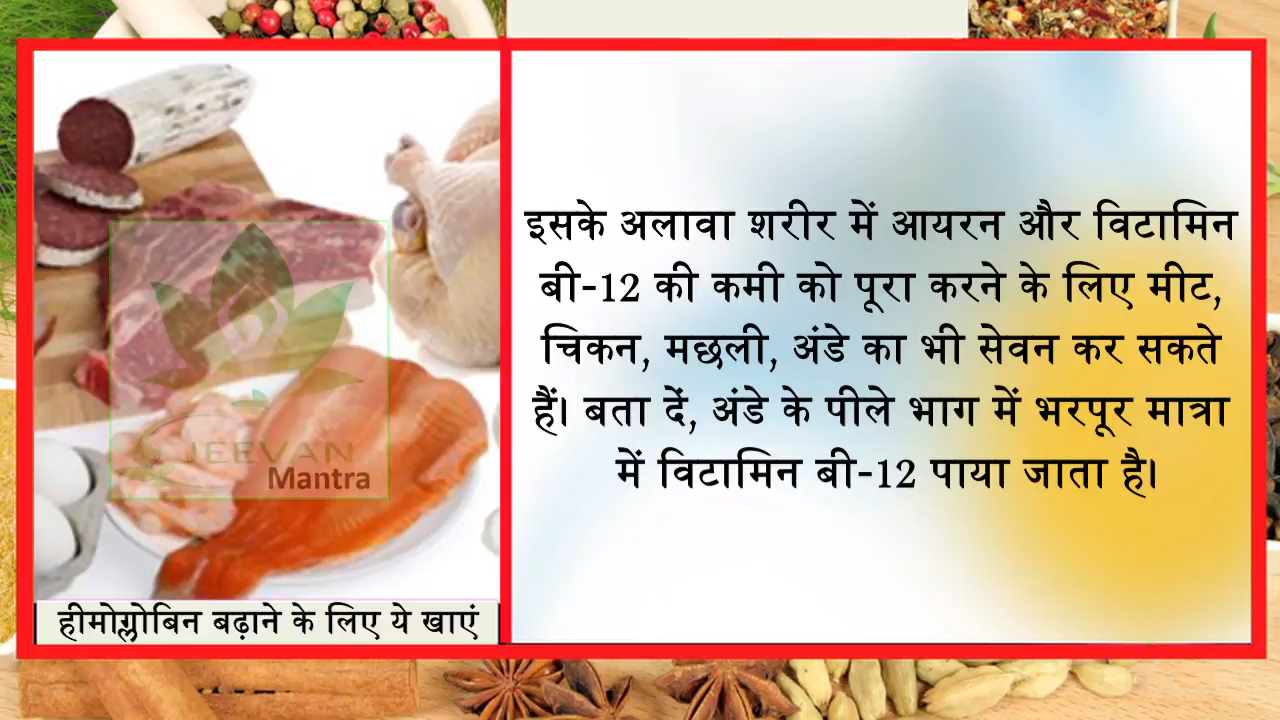 इसके अलावा शरीर में आयरन और विटामिन
बी-12 की कमी को पूरा करने के लिए मीट,
चिकन, मछली, अंडे का भी सेवन कर सकते
हैं। बता दें, अंडे के पीले भाग में भरपूर मात्रा
में विटामिन बी-12 पाया जाता है।
JEEVAN
Mantra
हीमोग्लोबिन बढ़ाने के लिए ये खाएं